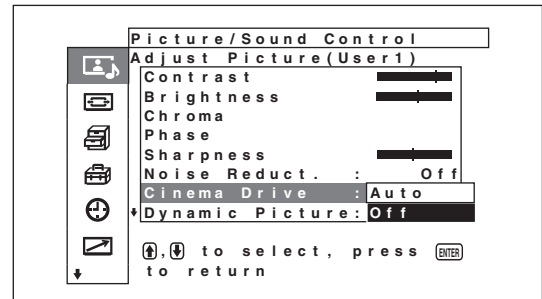 Picture/Sound Control
Adjust Picture(User1)
Contrast
Brightness
Chroma
Phase
Sharpness
Noise Reduct. : Off
Cinema Drive : Auto
Dynamic Picture: Off
, to select, press ENTER
to return